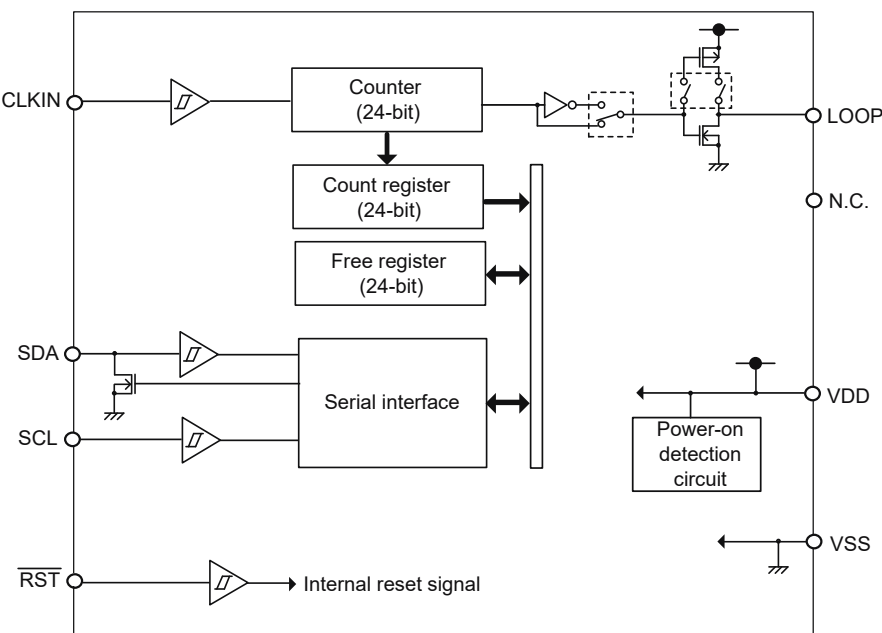 CLKIN
Counter
(24-bit)
LOOP
Count register
(24-bit)
N.C.
Free register
(24-bit)
SDA
Serial interface
VDD
SCL
Power-on
detection
circuit
VSS
RST
Internal reset signal